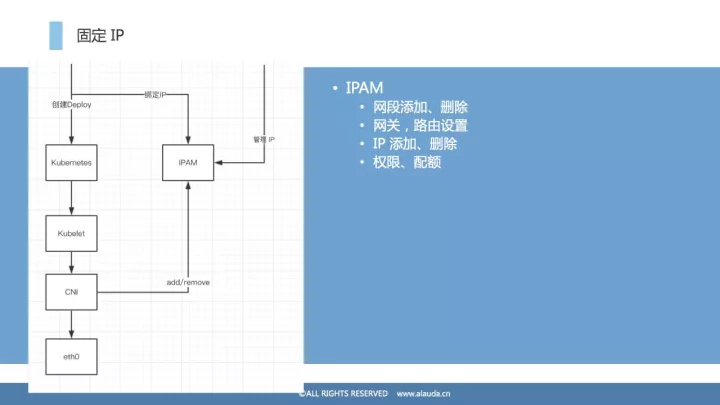 固定 IP
绑定IP
创建Deploy
管理 IP
Kubernetes
IPAM
Kubelet
add/remove
CNI
eth0
• IPAM
• 网段添加、删除
• 网关，路由设置
• IP 添加、删除
• 权限、配额
©ALL RIGHTS RESERVED www.alauda.cn